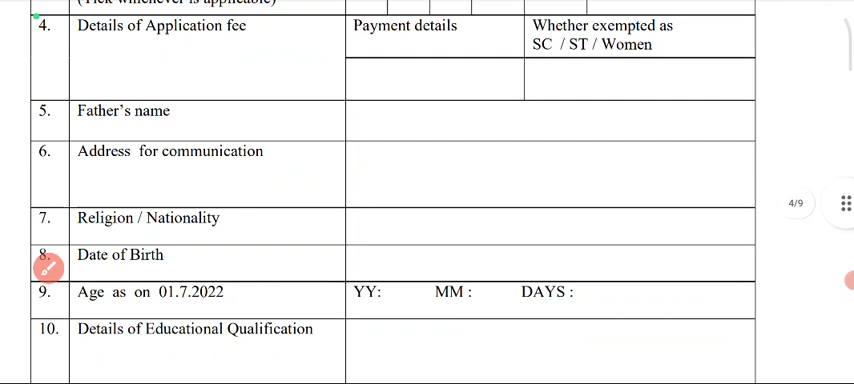 (Tick whichever is applicable)
4. Details of Application fee Payment details Whether exempted as
SC / ST / Women
5. Father's name
6. Address for communication
7. Religion / Nationality
8. Date of Birth
9. Age as on 01.7.2022 YY: MM : DAYS :
10. Details of Educational Qualification
4/9